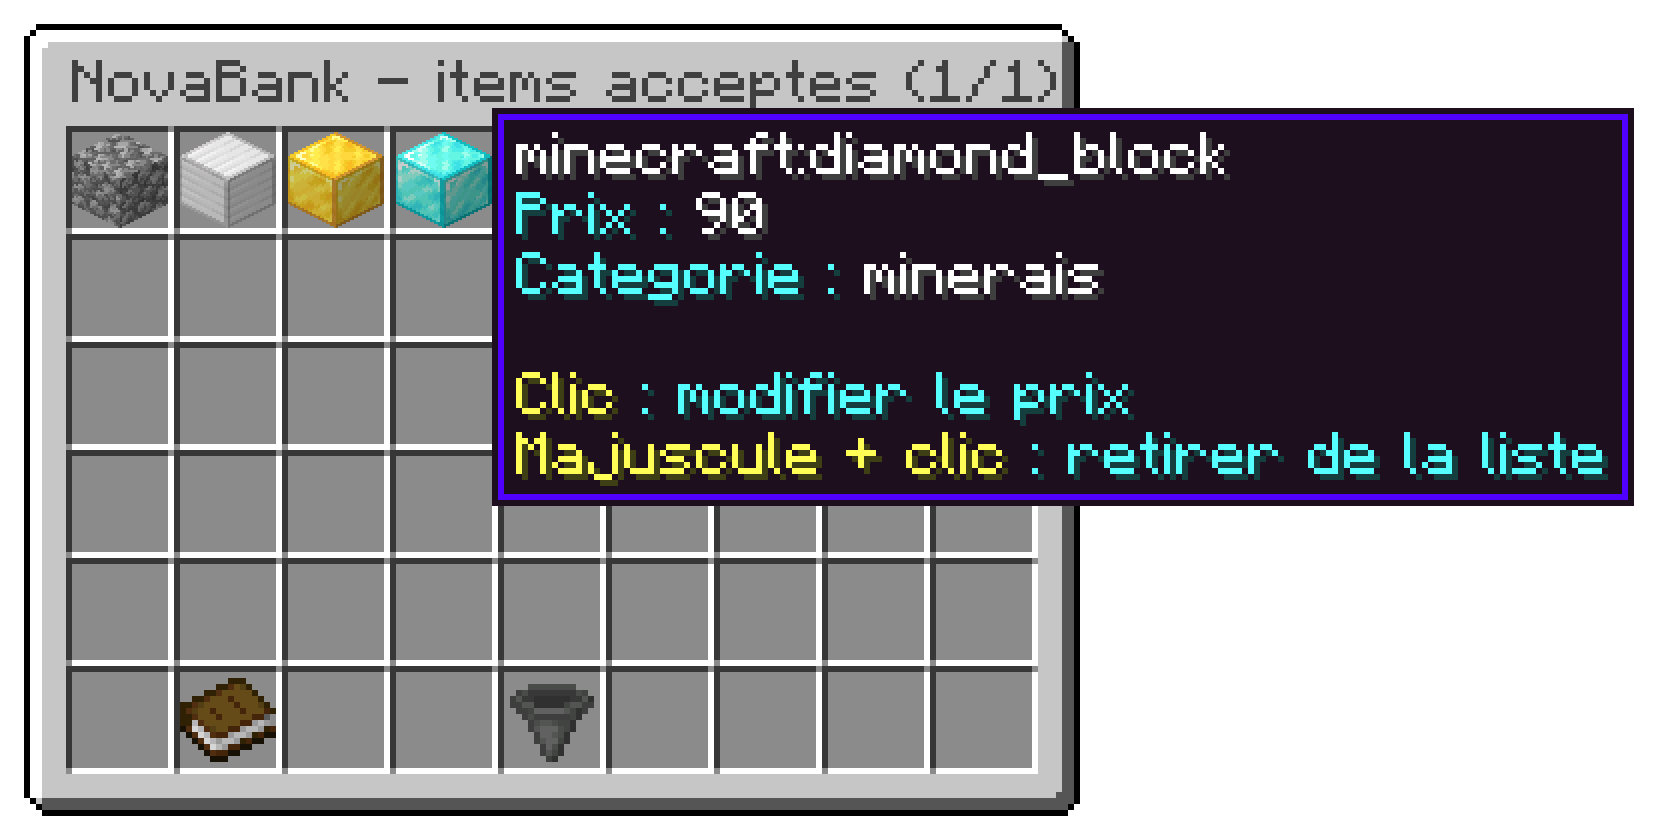 NovaBank - items acceptes (1/1)
minecraft:diamond_block
Prix : 90
Categorie : minerais
Clic : modifier le prix
Majuscule + clic : retirer de la liste